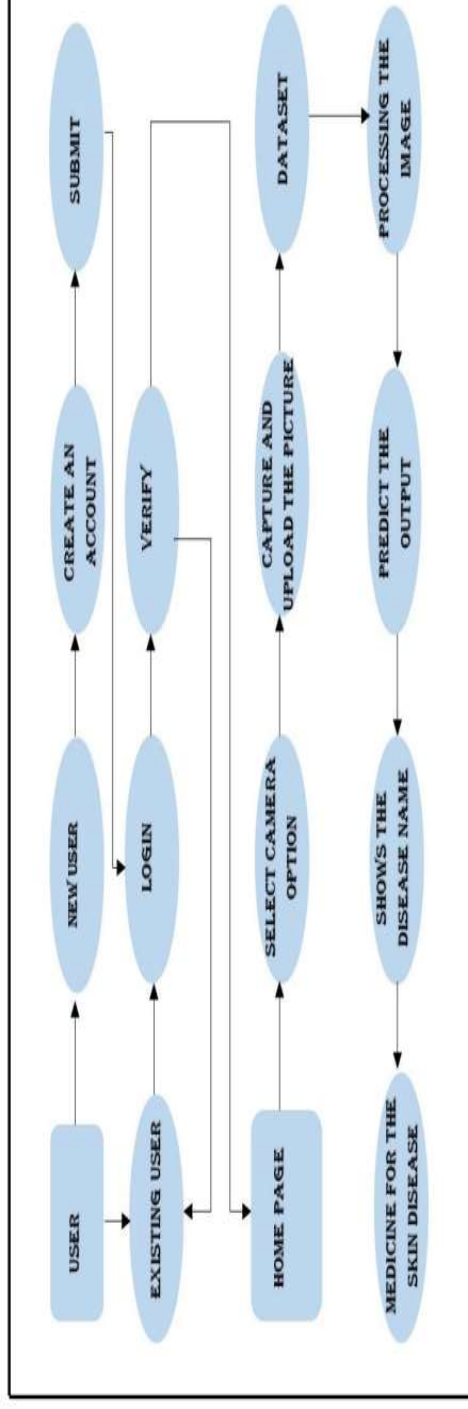 USER
NEW USER
CREATE AN
ACCOUNT
SUBMIT
EXISTING USER
LOGIN
VERIFY
HOME PAGE
SELECT CAMERA
OPTION
CAPTURE AND
UPLOAD THE PICTURE
DATASET
PROCESSING THE
IMAGE
PREDICT THE
OUTPUT
SHOWS THE
DISEASE NAME
MEDICINE FOR THE
SKIN DISEASE